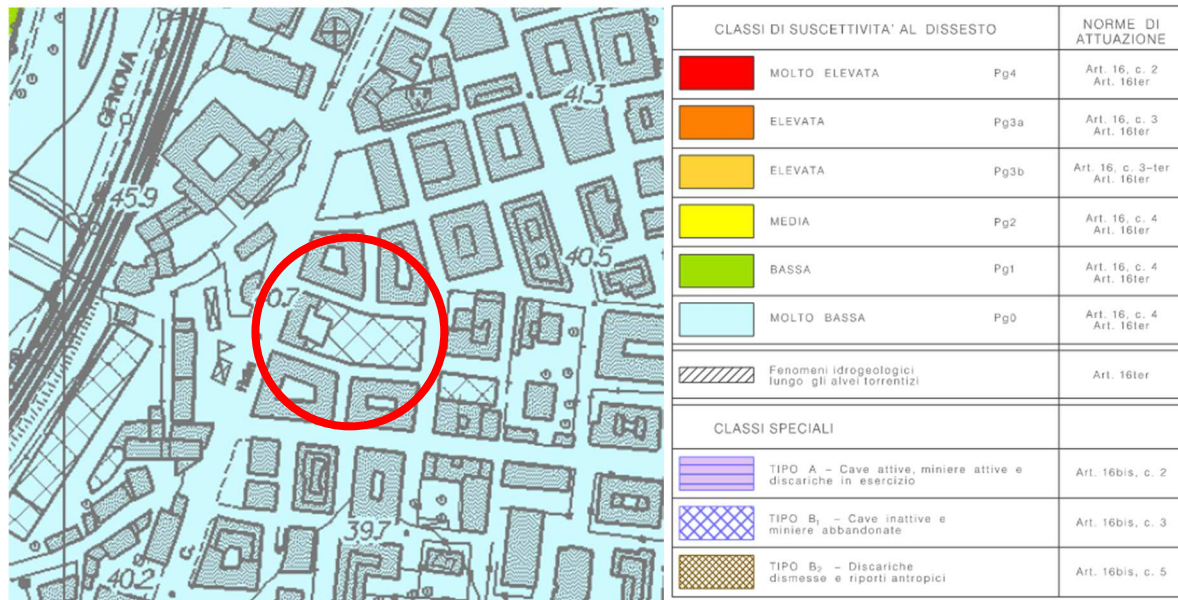 GENOVA
41.3
45.9
40.5
40.7
39.7
40.2
CLASSI DI SUSCETTIVITA' AL DISSESTO
NORME DI
ATTUAZIONE
MOLTO ELEVATA Pg4 Art. 16, c. 2
Art. 16ter
ELEVATA Pg3a Art. 16, c. 3
Art. 16ter
ELEVATA Pg3b Art. 16, c. 3-ter
Art. 16ter
MEDIA Pg2 Art. 16, c. 4
Art. 16ter
BASSA Pg1 Art. 16, c. 4
Art. 16ter
MOLTO BASSA Pg0 Art. 16, c. 4
Art. 16ter
Fenomeni idrogeologici
lungo gli alvei torrentizi
Art. 16ter
CLASSI SPECIALI
TIPO A – Cave attive, miniere attive e
discariche in esercizio
Art. 16bis, c. 2
TIPO B₁ – Cave inattive e
miniere abbandonate
Art. 16bis, c. 3
TIPO B₂ – Discariche
dismesse e riporti antropici
Art. 16bis, c. 5